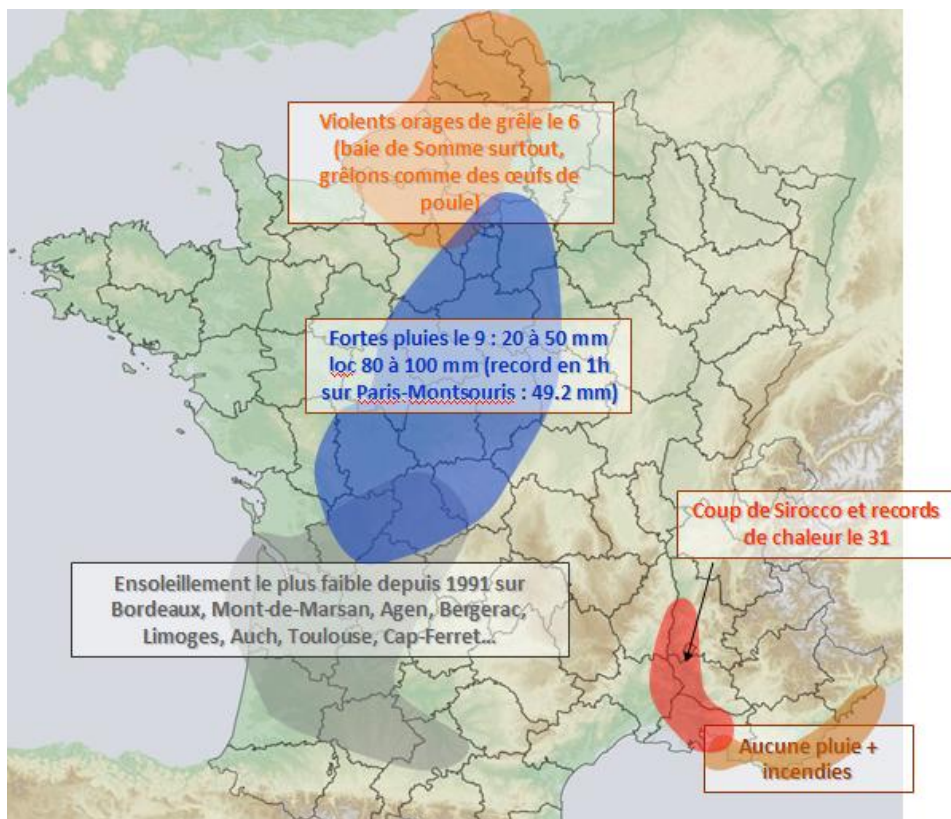 Violents orages de grêle le 6
(baie de Somme surtout,
grêlons comme des œufs de
poule)
Fortes pluies le 9 : 20 à 50 mm
loc 80 à 100 mm (record en 1h
sur Paris-Montsouris : 49.2 mm)
Coup de Sirocco et records
de chaleur le 31
Ensoleillement le plus faible depuis 1991 sur
Bordeaux, Mont-de-Marsan, Agen, Bergerac,
Limoges, Auch, Toulouse, Cap-Ferret...
Aucune pluie +
incendies